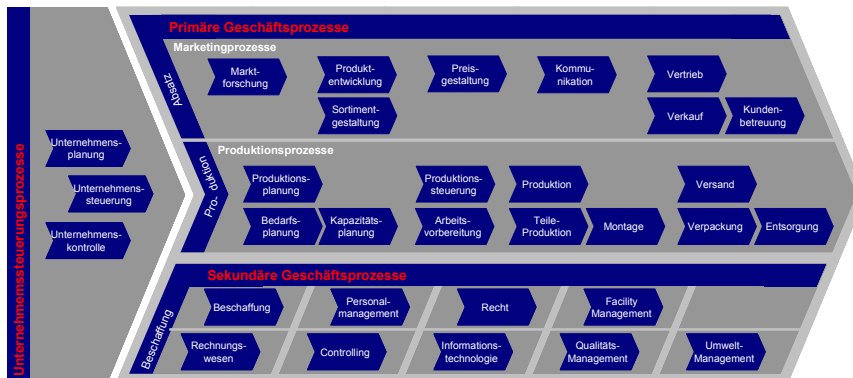 Unternehmemssteuerungsprozesse
Unternehmens-
planung
Unternehmens-
steuerung
Unternehmens-
kontrolle
Primäre Geschäftsprozesse
Absatz
Marketingprozesse
Markt-
forschung
Produkt-
entwicklung
Preis-
gestaltung
Kommu-
nikation
Vertrieb
Sortiment-
gestaltung
Verkauf
Kunden-
betreuung
Pro- duktion
Produktionsprozesse
Produktions-
planung
Produktions-
steuerung
Produktion
Versand
Bedarfs-
planung
Kapazitäts-
planung
Arbeits-
vorbereitung
Teile-
Produktion
Montage
Verpackung
Entsorgung
Sekundäre Geschäftsprozesse
Beschaffung
Beschaffung
Personal-
management
Recht
Facility
Management
Rechnungs-
wesen
Controlling
Informations-
technologie
Qualitäts-
Management
Umwelt-
Management